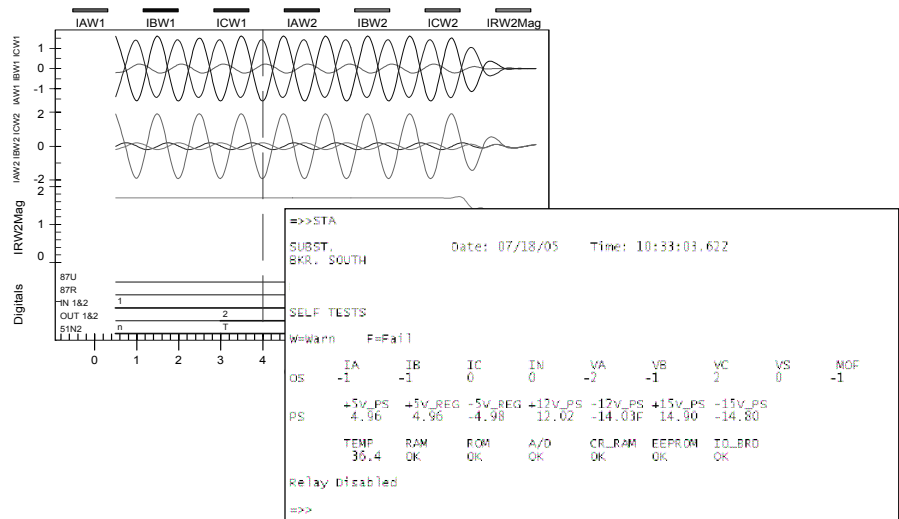 IAW1 IBW1 ICW1 IAW2 IBW2 ICW2 IRW2Mag
IAW1 IBW1 ICW1
1
0
-1
IAW2 IBW2 ICW2
2
0
-2
IRW2Mag
2
1
0
Digitals
87U
87R
IN 1&2 1
OUT 1&2 2
51N2 n T
0 1 2 3 4
=>>STA
SUBST. Date: 07/18/05 Time: 10:33:03.622
BKR. SOUTH
SELF TESTS
W=Warn F=Fail
IA IB IC IN VA VB VC VS MOF
OS -1 -1 0 0 -2 -1 2 0 -1
+5V_PS +5V_REG -5V_REG +12V_PS -12V_PS +15V_PS -15V_PS
PS 4.96 4.96 -4.98 12.02 -14.03F 14.90 -14.80
TEMP RAM ROM A/D CR_RAM EEPROM IO_BRD
36.4 OK OK OK OK OK OK
Relay Disabled
=>>